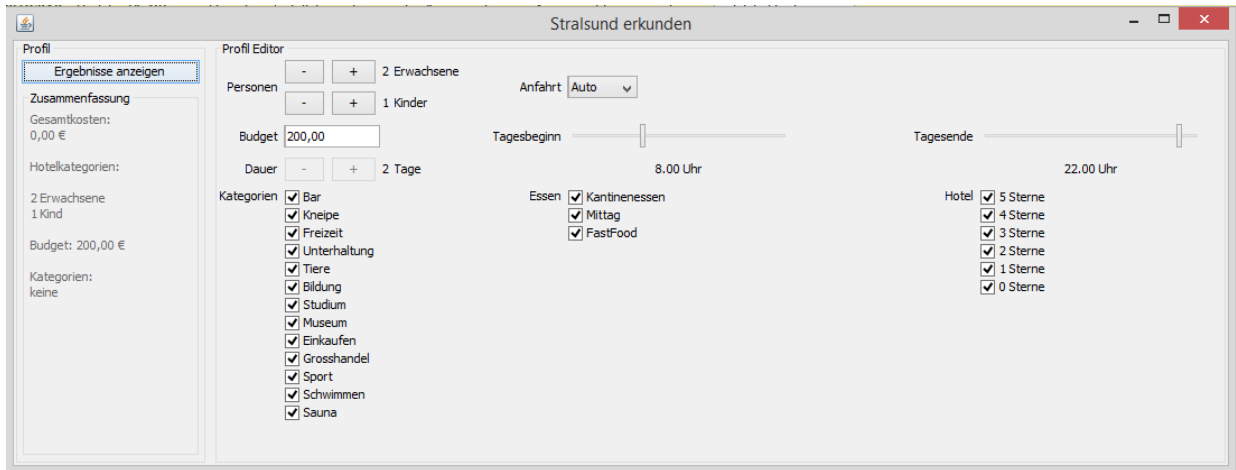 Stralsund erkunden
Profil
Ergebnisse anzeigen
Zusammenfassung
Gesamtkosten:
0,00 €
Hotelkategorien:
2 Erwachsene
1 Kind
Budget: 200,00 €
Kategorien:
keine
Profil Editor
Personen
- + 2 Erwachsene
- + 1 Kinder
Anfahrt Auto
Budget 200,00
Tagesbeginn
Tagesende
Dauer - + 2 Tage
8.00 Uhr
22.00 Uhr
Kategorien
Bar
Kneipe
Freizeit
Unterhaltung
Tiere
Bildung
Studium
Museum
Einkaufen
Grosshandel
Sport
Schwimmen
Sauna
Essen
Kantinenessen
Mittag
FastFood
Hotel
5 Sterne
4 Sterne
3 Sterne
2 Sterne
1 Sterne
0 Sterne